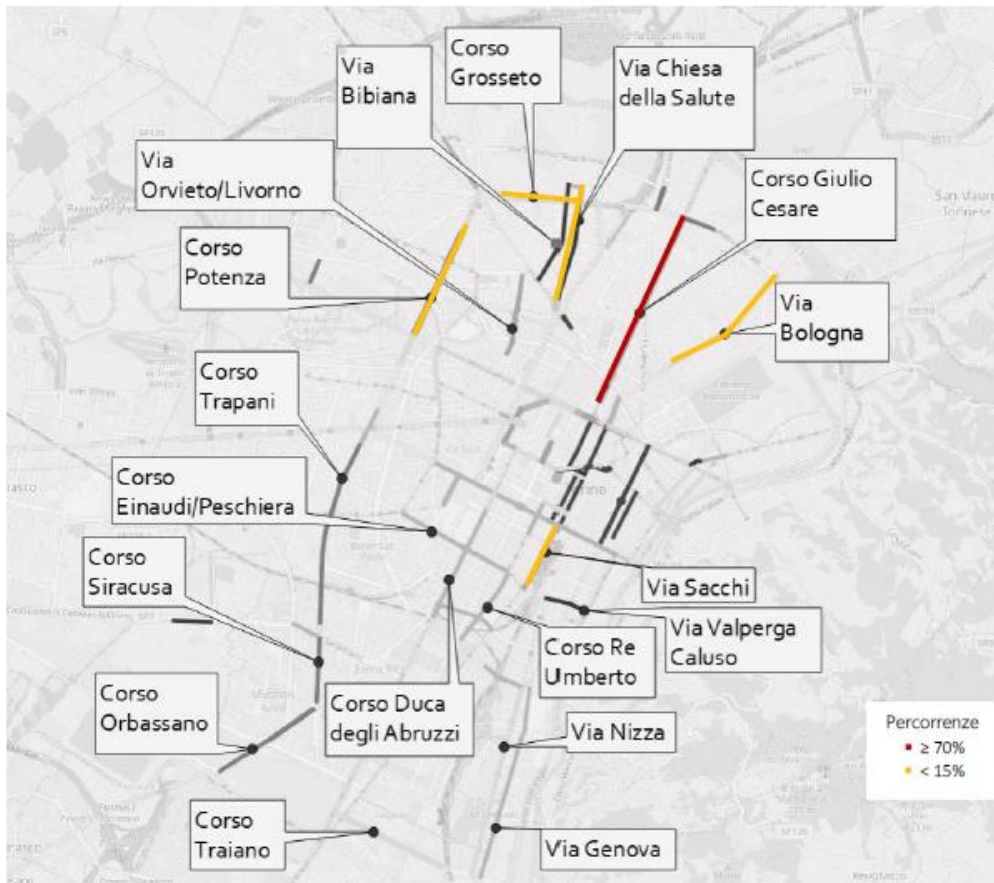 Corso
Grosseto
Via
Bibiana
Via Chiesa
della Salute
Via
Orvieto/Livorno
Corso Giulio
Cesare
Corso
Potenza
Via
Bologna
Corso
Trapani
Corso
Einaudi/Peschiera
Corso
Siracusa
Via Sacchi
Via Valperga
Caluso
Corso Re
Umberto
Corso
Orbassano
Corso Duca
degli Abruzzi
Via Nizza
Percorrenze
≥ 70%
< 15%
Corso
Traiano
Via Genova